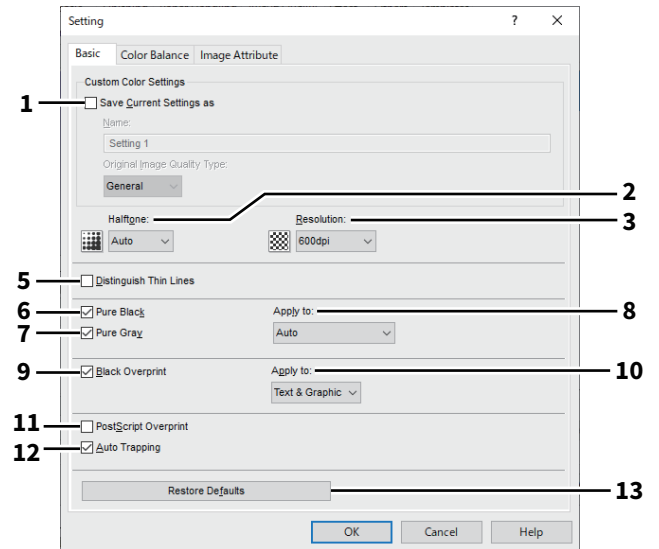 Setting ? ×
Basic Color Balance Image Attribute
Custom Color Settings
1 Save Current Settings as
Name:
Setting 1
Original Image Quality Type:
General
2
Halftone: Resolution: 3
Auto 600dpi
5 Distinguish Thin Lines
6 Pure Black Apply to: 8
7 Pure Gray Auto
9 Black Overprint Apply to: 10
Text & Graphic
11 PostScript Overprint
12 Auto Trapping
Restore Defaults 13
OK Cancel Help